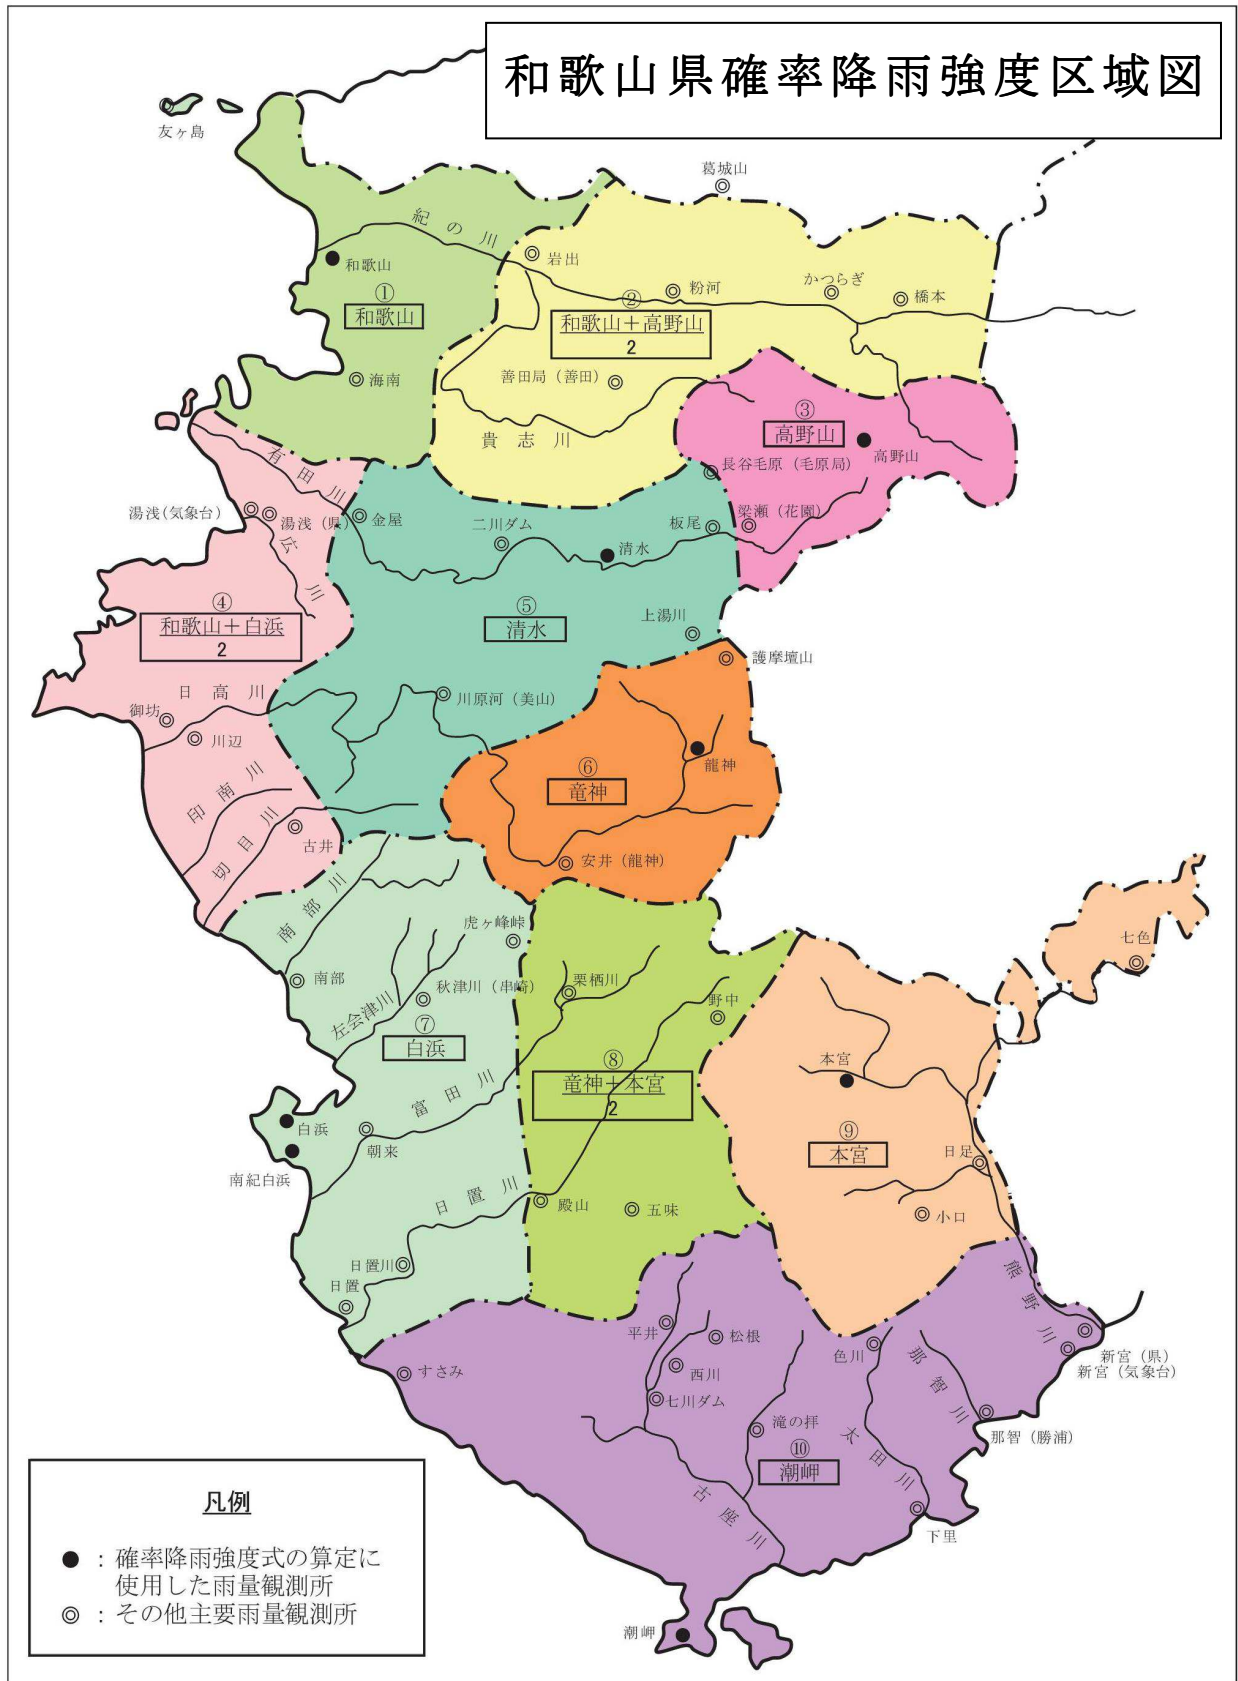 和歌山県確率降雨強度区域図
友ヶ島
葛城山
紀の川
和歌山
①
和歌山
海南
岩出
粉河
かつらぎ
橋本
②
和歌山＋高野山
2
善田局（善田）
貴志川
③
高野山
高野山
長谷毛原（毛原局）
梁瀬（花園）
有田川
湯浅(気象台）
湯浅（県）
広川
金屋
二川ダム
板尾
清水
④
和歌山＋白浜
2
⑤
清水
上湯川
護摩壇山
日高川
御坊
川辺
川原河（美山）
印南川
切目川
古井
⑥
竜神
龍神
安井（龍神）
南部川
南部
虎ヶ峰峠
秋津川（串崎）
左会津川
⑦
白浜
栗栖川
野中
七色
⑧
竜神＋本宮
2
本宮
⑨
本宮
日足
小口
富田川
白浜
南紀白浜
朝来
日置川
殿山
五味
日置川
日置
すさみ
平井
松根
西川
七川ダム
色川
那智川
熊野川
新宮（県）
新宮（気象台）
那智（勝浦）
滝の拝
⑩
潮岬
太田川
古座川
下里
潮岬
凡例
●：確率降雨強度式の算定に
使用した雨量観測所
◎：その他主要雨量観測所